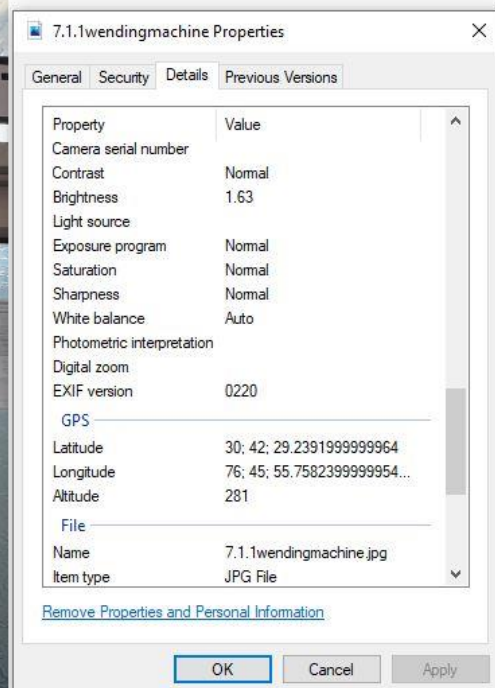 7.1.1wendingmachine Properties
General Security Details Previous Versions
Property Value
Camera serial number
Contrast Normal
Brightness 1.63
Light source
Exposure program Normal
Saturation Normal
Sharpness Normal
White balance Auto
Photometric interpretation
Digital zoom
EXIF version 0220
GPS
Latitude 30; 42; 29.2391999999964
Longitude 76; 45; 55.7582399999954...
Altitude 281
File
Name 7.1.1wendingmachine.jpg
Item type JPG File
Remove Properties and Personal Information
OK Cancel Apply